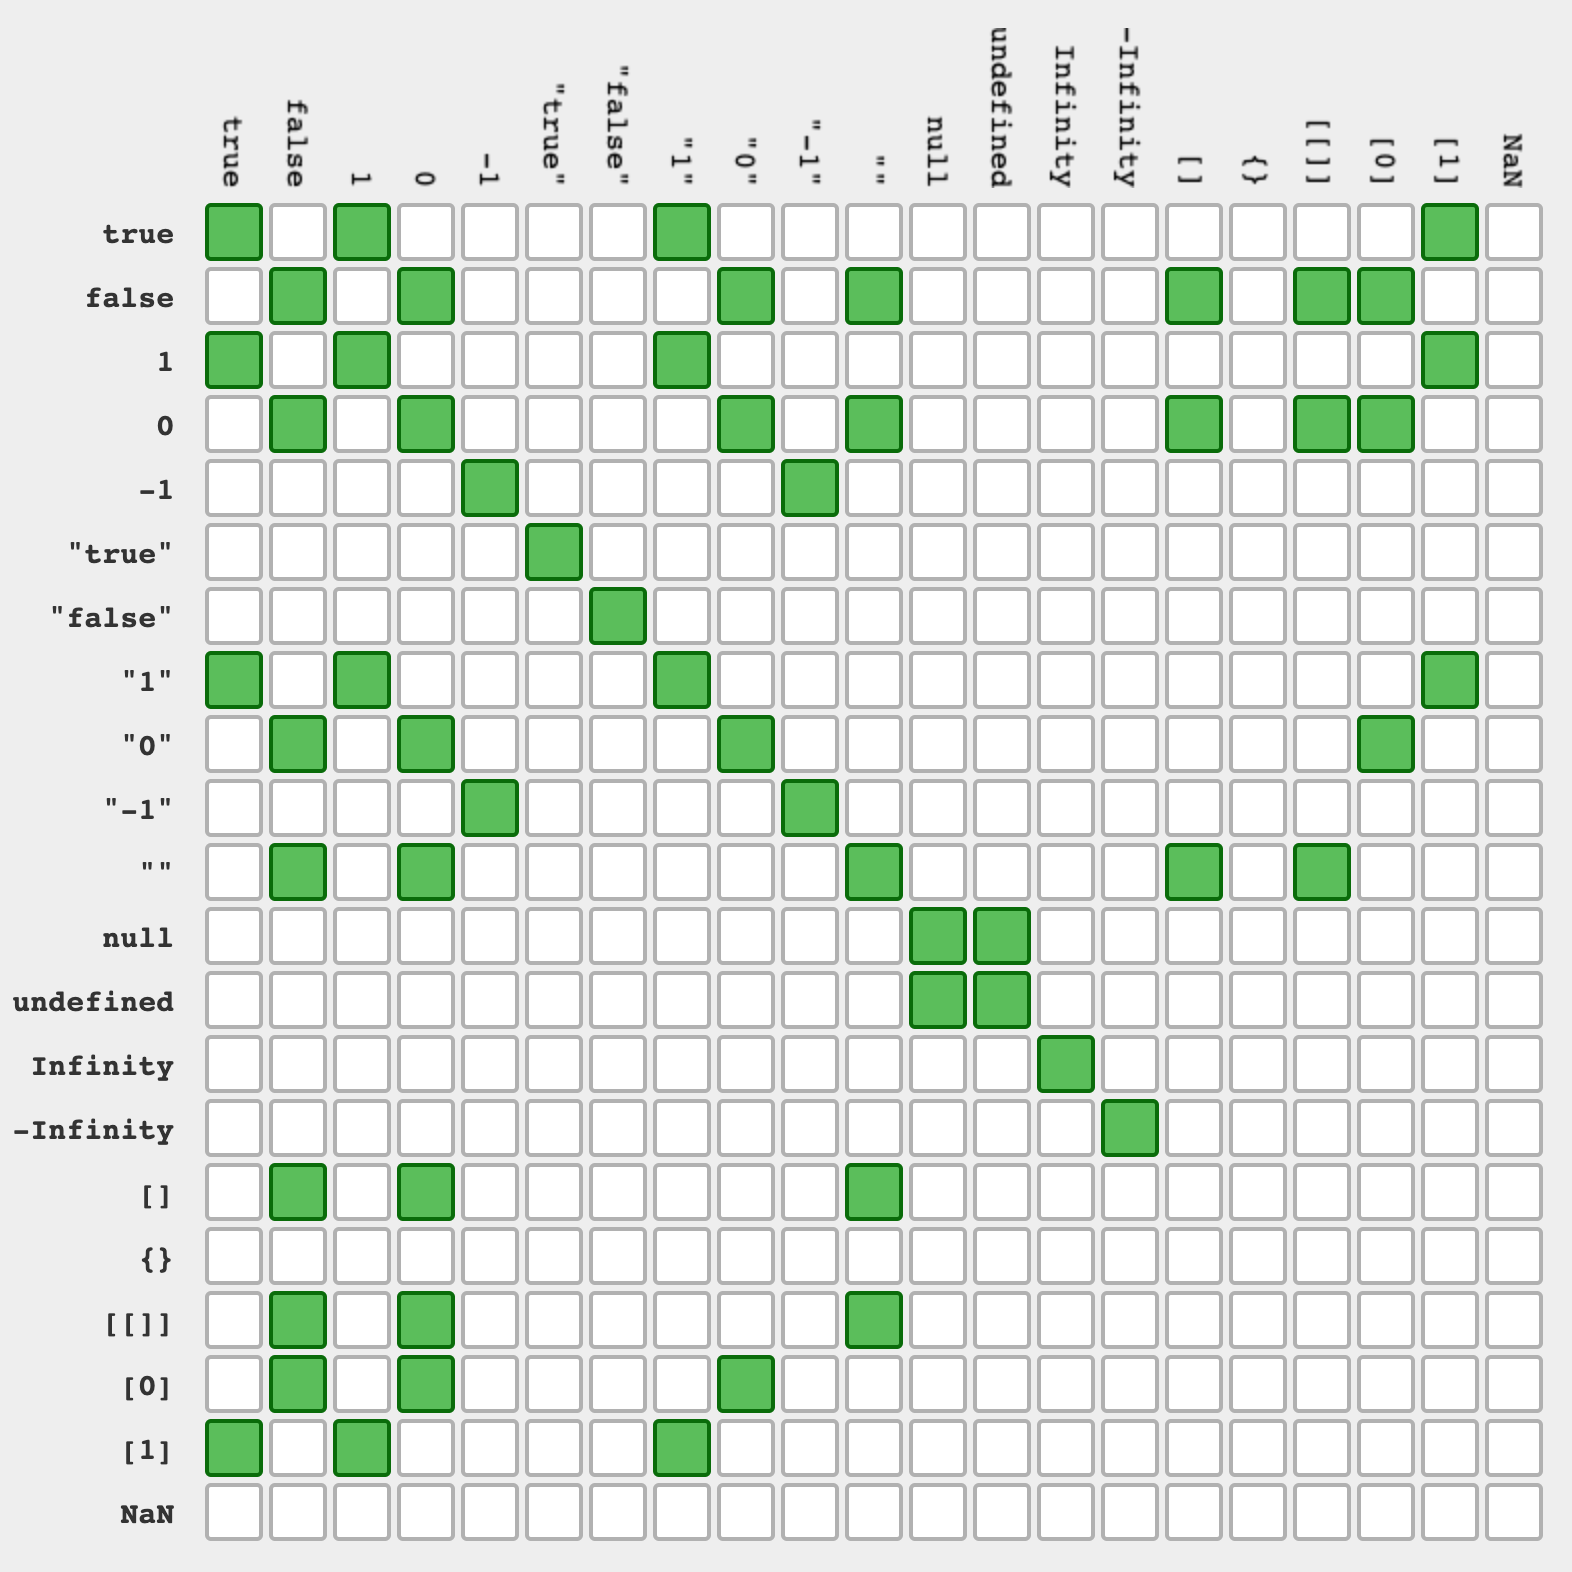 true
false
1
0
-1
"true"
"false"
"1"
"0"
"-1"
""
null
undefined
Infinity
-Infinity
[]
{}
[[]]
[0]
[1]
NaN
true
false
1
0
-1
"true"
"false"
"1"
"0"
"-1"
""
null
undefined
Infinity
-Infinity
[]
{}
[[]]
[0]
[1]
NaN